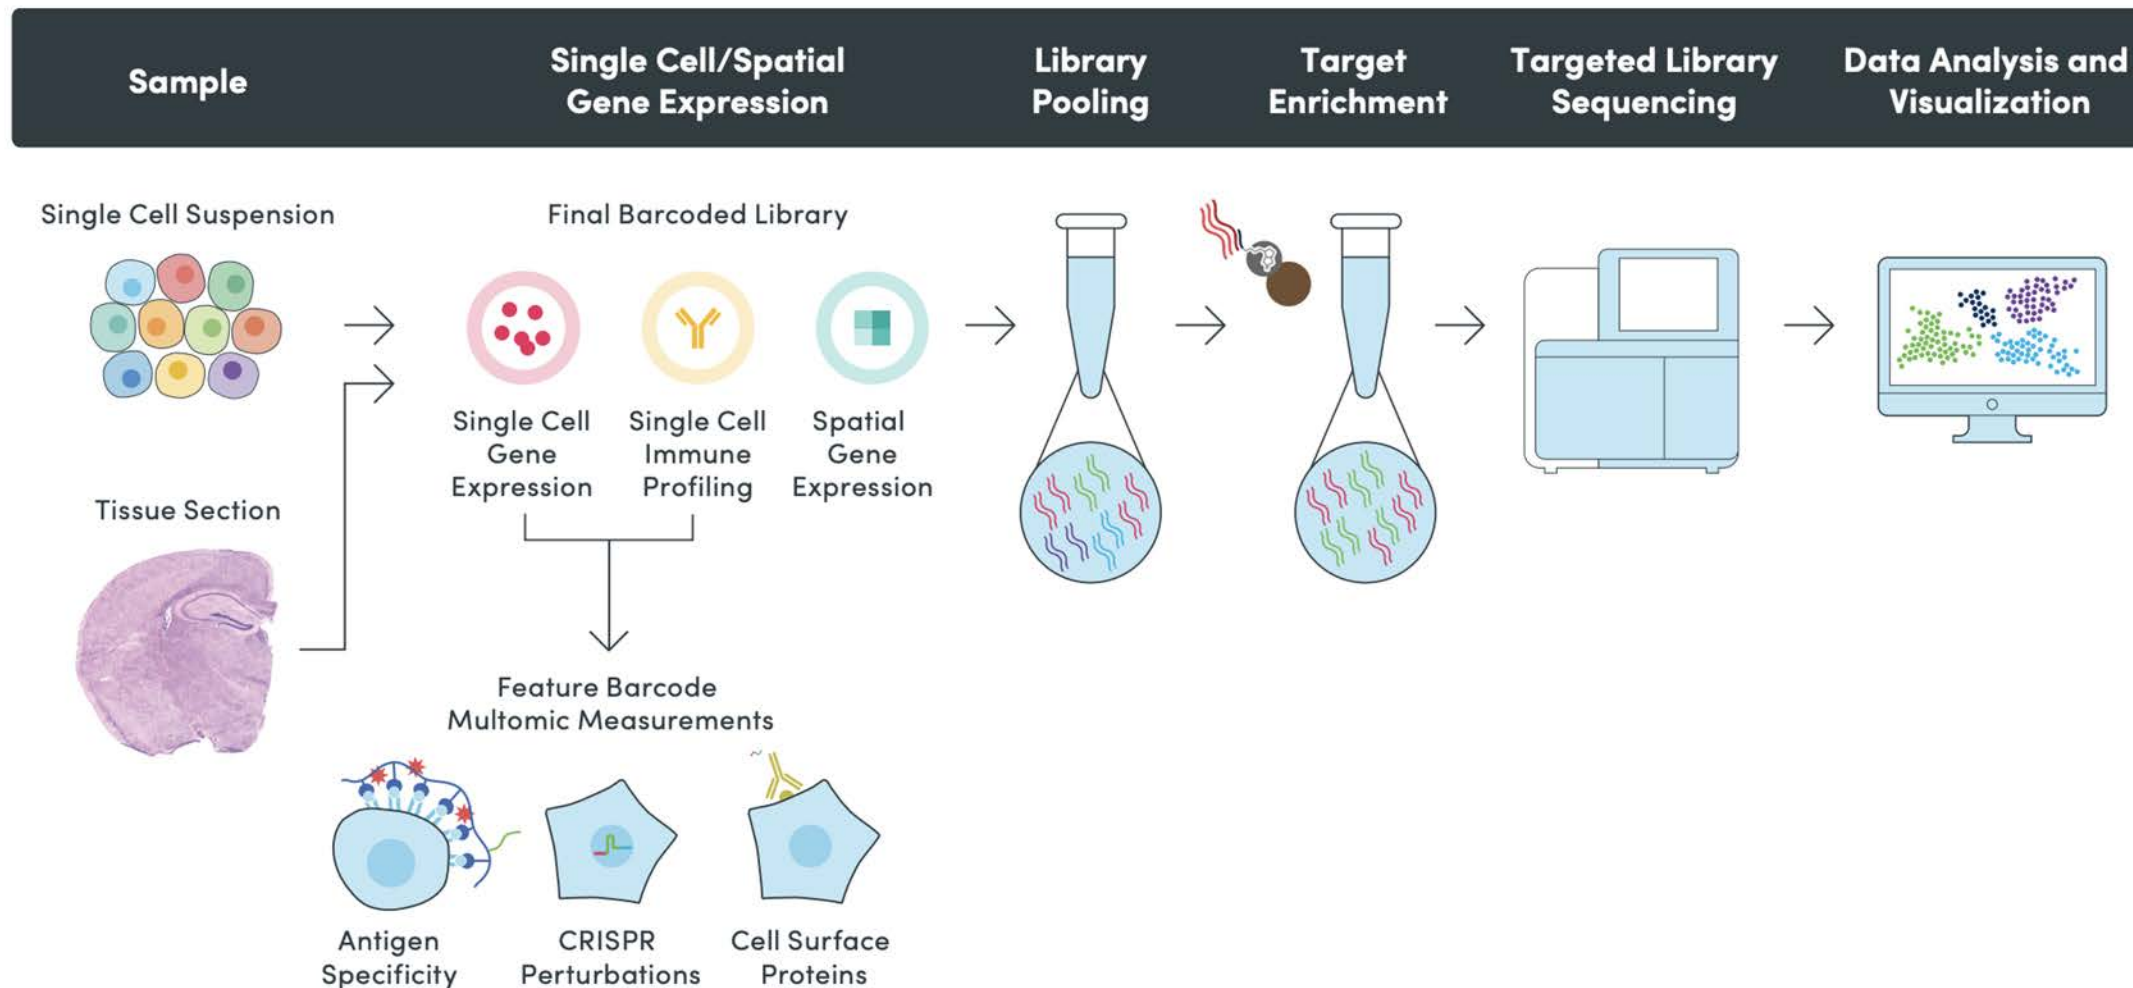 Sample
Single Cell/Spatial
Gene Expression
Library
Pooling
Target
Enrichment
Targeted Library
Sequencing
Data Analysis and
Visualization
Single Cell Suspension
Final Barcoded Library
Single Cell
Gene
Expression
Single Cell
Immune
Profiling
Spatial
Gene
Expression
Tissue Section
Feature Barcode
Multomic Measurements
Antigen
Specificity
CRISPR
Perturbations
Cell Surface
Proteins